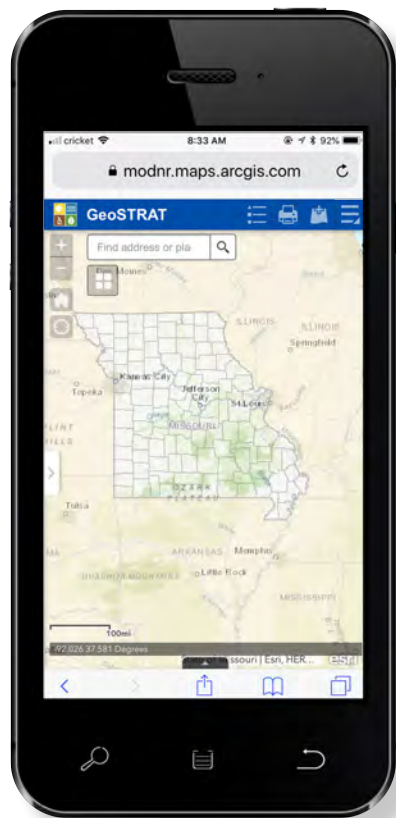 cricket 8:33 AM 92%
modnr.maps.arcgis.com
GeoSTRAT
+
Find address or pla
−
Des Moines
ILLINOIS
ILLINOIS
Springfield
Kansas City
Topeka
Jefferson
City
St. Louis
MISSOURI
OZARK
PLATEAU
Tulsa
ARKANSAS Memphis
Little Rock
MISSISSIPPI
100mi
-92.026 37.581 Degrees
ssouri | Esri, HER... esri